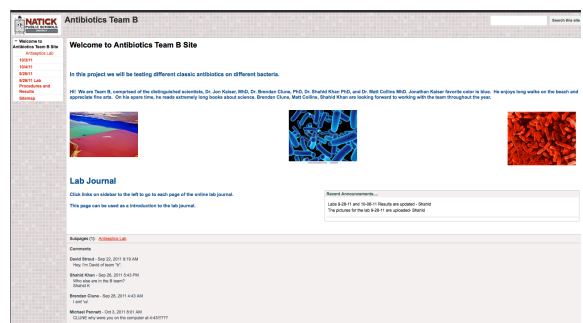 NATICK
PUBLIC SCHOOLS
Antibiotics Team B
Search this site
Welcome to
Antibiotics Team B Site
Antiseptics Lab
10/3/11
10/4/11
9/28/11
9/28/11 Lab
Procedures and
Results
Sitemap
Welcome to Antibiotics Team B Site
In this project we will be testing different classic antibiotics on different bacteria.
Hi! We are Team B, comprised of the distinguished scientists, Dr. Jon Kaiser, MhD, Dr. Brendan Clune, PhD, Dr. Shahid Khan PhD, and Dr. Matt Collins MhD. Jonathan Kaiser favorite color is blue. He enjoys long walks on the beach and
appreciate fine arts. On his spare time, he reads extremely long books about science. Brendan Clune, Matt Collins, Shahid Khan are looking forward to working with the team throughout the year.
Lab Journal
Click links on sidebar to the left to go to each page of the online lab journal.
This page can be used as a introduction to the lab journal.
Recent Announcements...
Labs 9-28-11 and 10-06-11 Results are updated - Shahid
The pictures for the lab 9-28-11 are uploaded- Shahid
Subpages (1): Antiseptics Lab
Comments
David Strout - Sep 22, 2011 9:19 AM
Hey, I'm David of team "h".
Shahid Khan - Sep 26, 2011 5:43 PM
Who else are in the B team?
Shahid K
Brendan Clune - Sep 28, 2011 4:43 AM
I am! \o/
Michael Pennett - Oct 3, 2011 8:01 AM
CLUNE why were you on the computer at 4:43!?!??